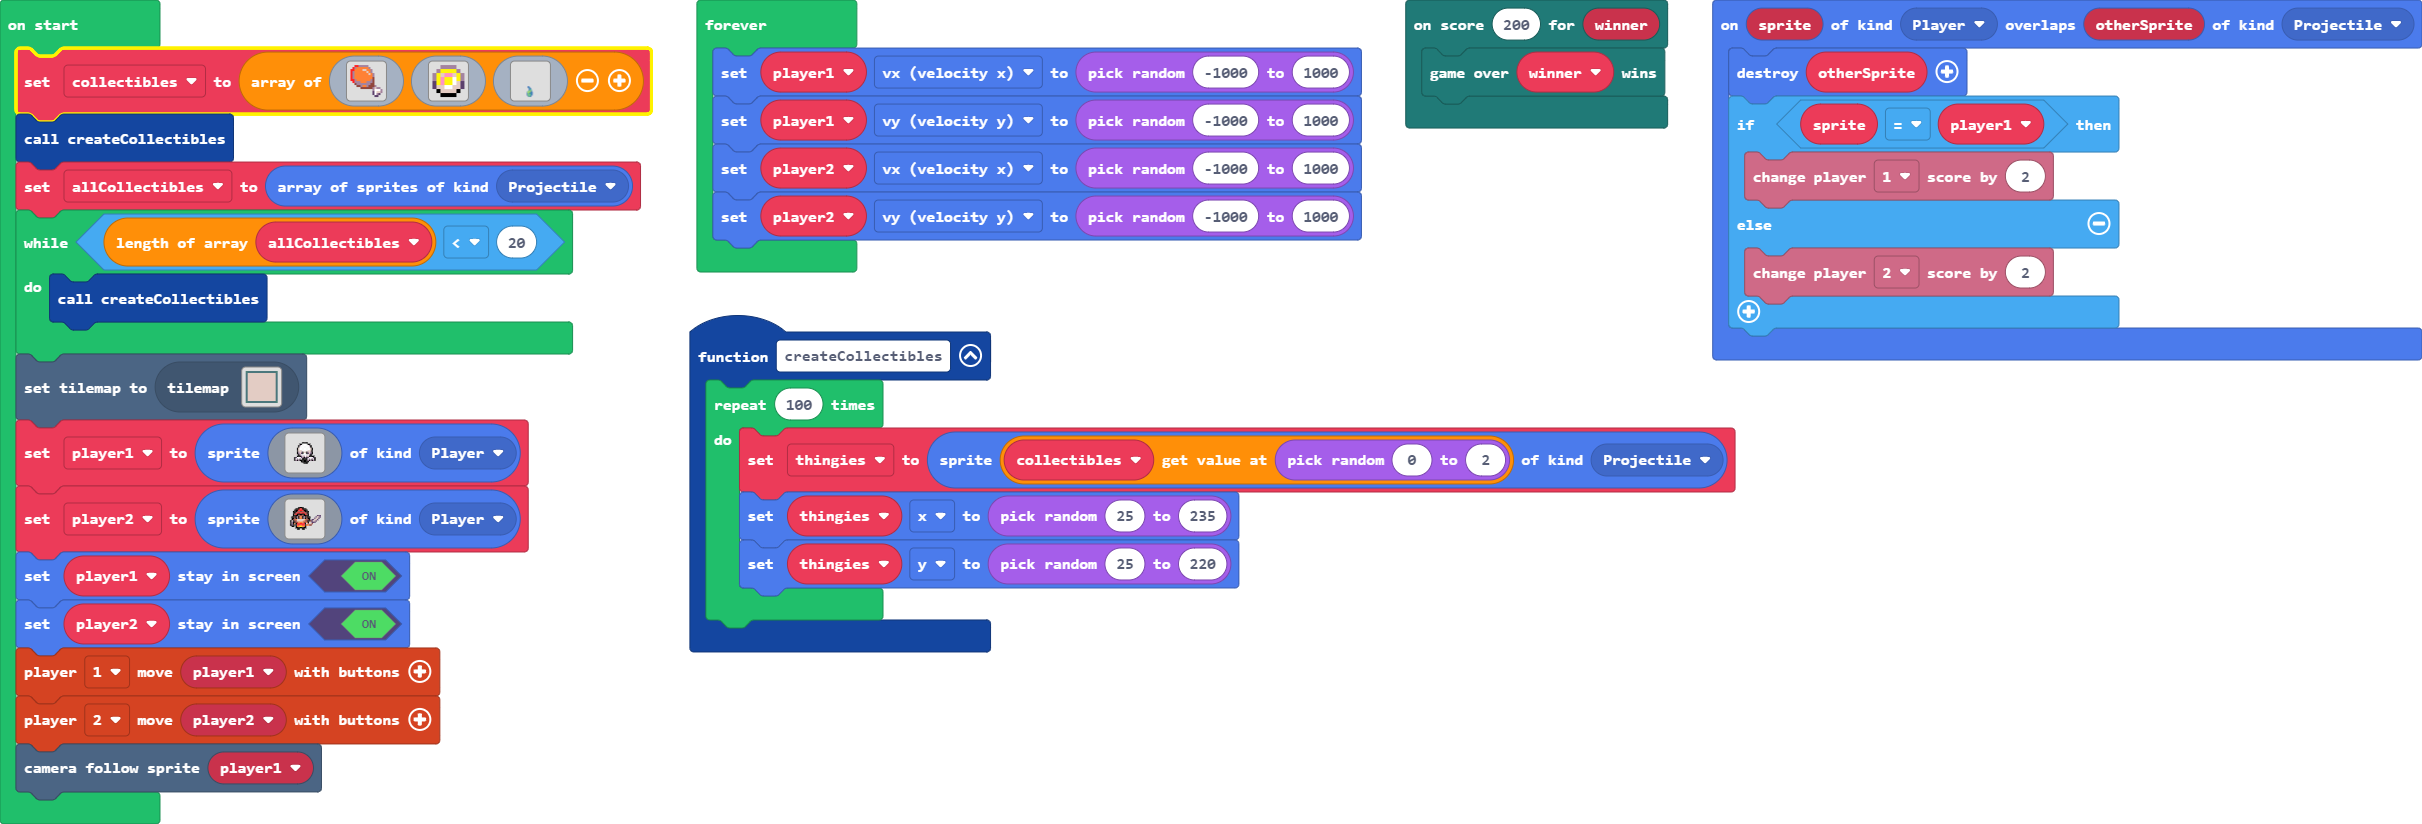 on start
set collectibles to array of
call createCollectibles
set allCollectibles to array of sprites of kind Projectile
while length of array allCollectibles < 20
do call createCollectibles
set tilemap to tilemap
set player1 to sprite of kind Player
set player2 to sprite of kind Player
set player1 stay in screen ON
set player2 stay in screen ON
player 1 move player1 with buttons
player 2 move player2 with buttons
camera follow sprite player1
forever
set player1 vx (velocity x) to pick random -1000 to 1000
set player1 vy (velocity y) to pick random -1000 to 1000
set player2 vx (velocity x) to pick random -1000 to 1000
set player2 vy (velocity y) to pick random -1000 to 1000
function createCollectibles
repeat 100 times
do
set thingies to sprite collectibles get value at pick random 0 to 2 of kind Projectile
set thingies x to pick random 25 to 235
set thingies y to pick random 25 to 220
on score 200 for winner
game over winner wins
on sprite of kind Player overlaps otherSprite of kind Projectile
destroy otherSprite
if sprite = player1 then
change player 1 score by 2
else
change player 2 score by 2